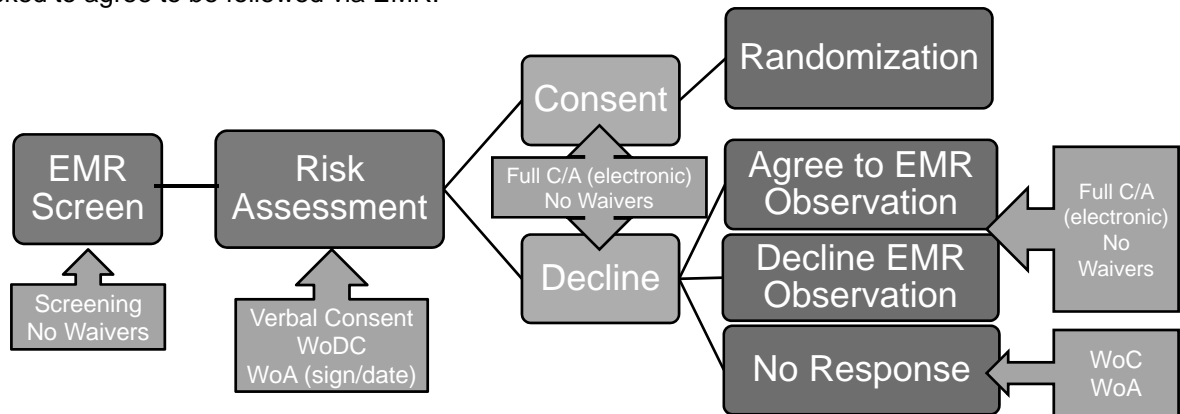 to agree to be followed via EMR.
EMR
Screen
Screening
No Waivers
Risk
Assessment
Verbal Consent
WoDC
WoA (sign/date)
Consent
Full C/A (electronic)
No Waivers
Decline
Randomization
Agree to EMR
Observation
Decline EMR
Observation
No Response
Full C/A
(electronic)
No
Waivers
WoC
WoA